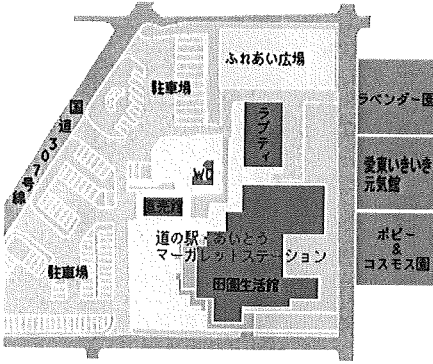 ふれあい広場
駐車場
ラプティ
ラベンダー園
国道307号線
愛東いきいき
元気館
WC
道の駅・あいとう
マーガレットステーション
ポピー
&
コスモス園
駐車場
田園生活館